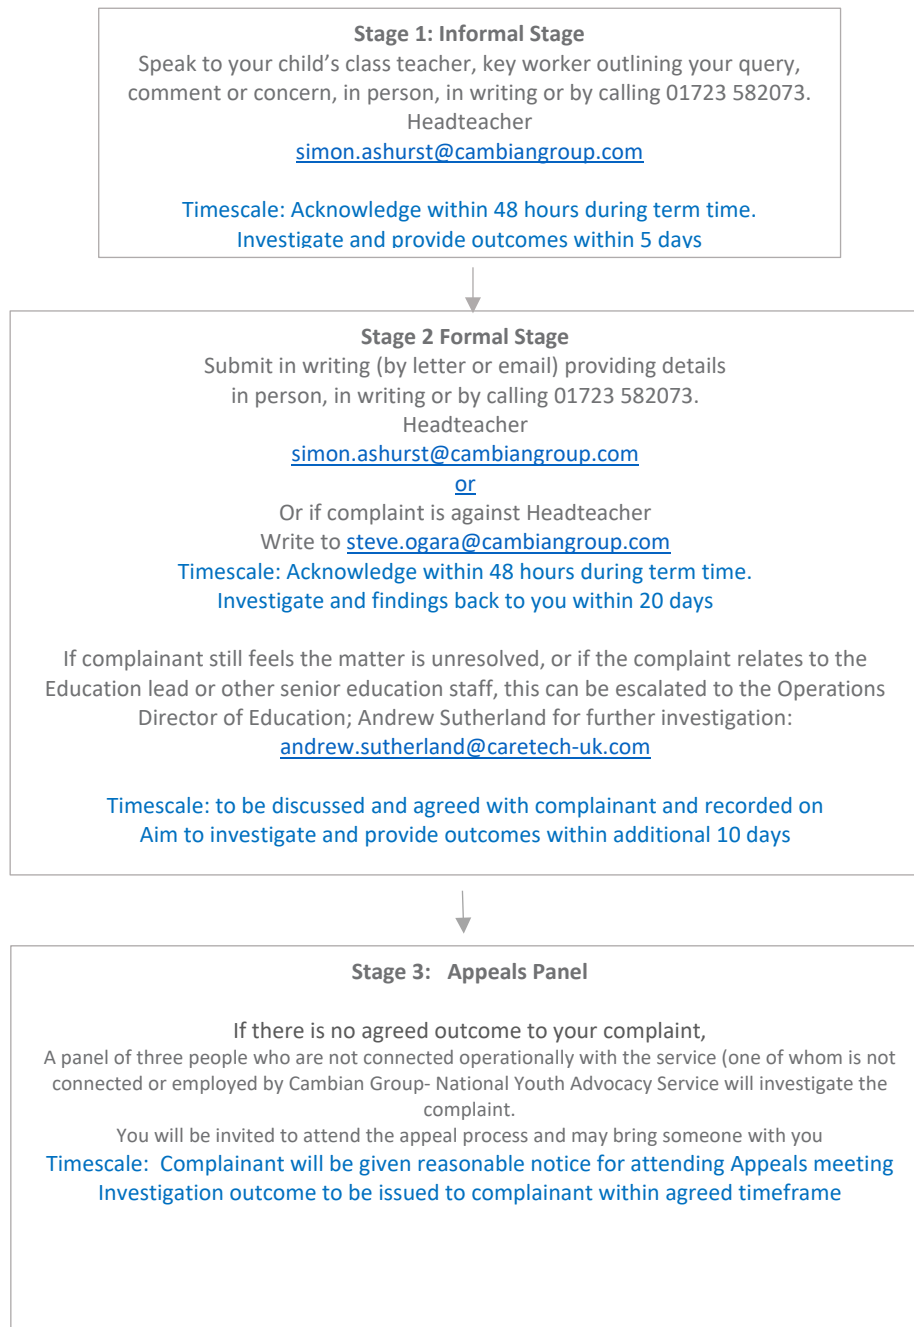 Stage 1: Informal Stage
Speak to your child’s class teacher, key worker outlining your query,
comment or concern, in person, in writing or by calling 01723 582073.
Headteacher
simon.ashurst@cambiangroup.com
Timescale: Acknowledge within 48 hours during term time.
Investigate and provide outcomes within 5 days
Stage 2 Formal Stage
Submit in writing (by letter or email) providing details
in person, in writing or by calling 01723 582073.
Headteacher
simon.ashurst@cambiangroup.com
or
Or if complaint is against Headteacher
Write to steve.ogara@cambiangroup.com
Timescale: Acknowledge within 48 hours during term time.
Investigate and findings back to you within 20 days
If complainant still feels the matter is unresolved, or if the complaint relates to the
Education lead or other senior education staff, this can be escalated to the Operations
Director of Education; Andrew Sutherland for further investigation:
andrew.sutherland@caretech-uk.com
Timescale: to be discussed and agreed with complainant and recorded on
Aim to investigate and provide outcomes within additional 10 days
Stage 3: Appeals Panel
If there is no agreed outcome to your complaint,
A panel of three people who are not connected operationally with the service (one of whom is not
connected or employed by Cambian Group- National Youth Advocacy Service will investigate the
complaint.
You will be invited to attend the appeal process and may bring someone with you
Timescale: Complainant will be given reasonable notice for attending Appeals meeting
Investigation outcome to be issued to complainant within agreed timeframe